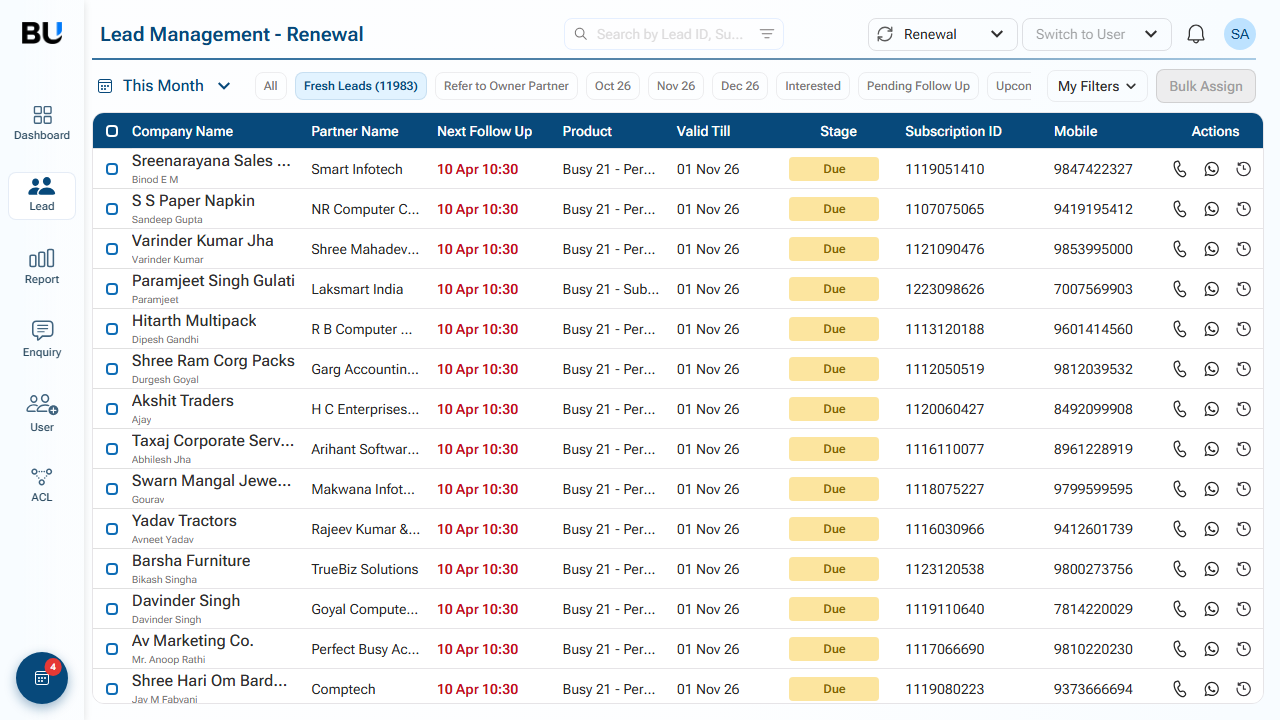 BU
Lead Management - Renewal
Search by Lead ID, Su...
Renewal
Switch to User
SA
This Month
All
Fresh Leads (11983)
Refer to Owner Partner
Oct 26
Nov 26
Dec 26
Interested
Pending Follow Up
Upcon
My Filters
Bulk Assign
Dashboard
Lead
Report
Enquiry
User
ACL
4
Company Name Partner Name Next Follow Up Product Valid Till Stage Subscription ID Mobile Actions
Sreenarayana Sales ... Smart Infotech 10 Apr 10:30 Busy 21 - Per... 01 Nov 26 Due 1119051410 9847422327
Binod E M
S S Paper Napkin NR Computer C... 10 Apr 10:30 Busy 21 - Per... 01 Nov 26 Due 1107075065 9419195412
Sandeep Gupta
Varinder Kumar Jha Shree Mahadev... 10 Apr 10:30 Busy 21 - Per... 01 Nov 26 Due 1121090476 9853995000
Varinder Kumar
Paramjeet Singh Gulati Laksmart India 10 Apr 10:30 Busy 21 - Sub... 01 Nov 26 Due 1223098626 7007569903
Paramjeet
Hitarth Multipack R B Computer ... 10 Apr 10:30 Busy 21 - Per... 01 Nov 26 Due 1113120188 9601414560
Dipesh Gandhi
Shree Ram Corg Packs Garg Accountin... 10 Apr 10:30 Busy 21 - Per... 01 Nov 26 Due 1112050519 9812039532
Durgesh Goyal
Akshit Traders H C Enterprises... 10 Apr 10:30 Busy 21 - Per... 01 Nov 26 Due 1120060427 8492099908
Ajay
Taxaj Corporate Serv... Arihant Softwar... 10 Apr 10:30 Busy 21 - Per... 01 Nov 26 Due 1116110077 8961228919
Abhilesh Jha
Swarn Mangal Jewe... Makwana Infot... 10 Apr 10:30 Busy 21 - Per... 01 Nov 26 Due 1118075227 9799599595
Gourav
Yadav Tractors Rajeev Kumar &... 10 Apr 10:30 Busy 21 - Per... 01 Nov 26 Due 1116030966 9412601739
Avneet Yadav
Barsha Furniture TrueBiz Solutions 10 Apr 10:30 Busy 21 - Per... 01 Nov 26 Due 1123120538 9800273756
Bikash Singha
Davinder Singh Goyal Compute... 10 Apr 10:30 Busy 21 - Per... 01 Nov 26 Due 1119110640 7814220029
Davinder Singh
Av Marketing Co. Perfect Busy Ac... 10 Apr 10:30 Busy 21 - Per... 01 Nov 26 Due 1117066690 9810220230
Mr. Anoop Rathi
Shree Hari Om Bard... Comptech 10 Apr 10:30 Busy 21 - Per... 01 Nov 26 Due 1119080223 9373666694
Jay M Fabyani